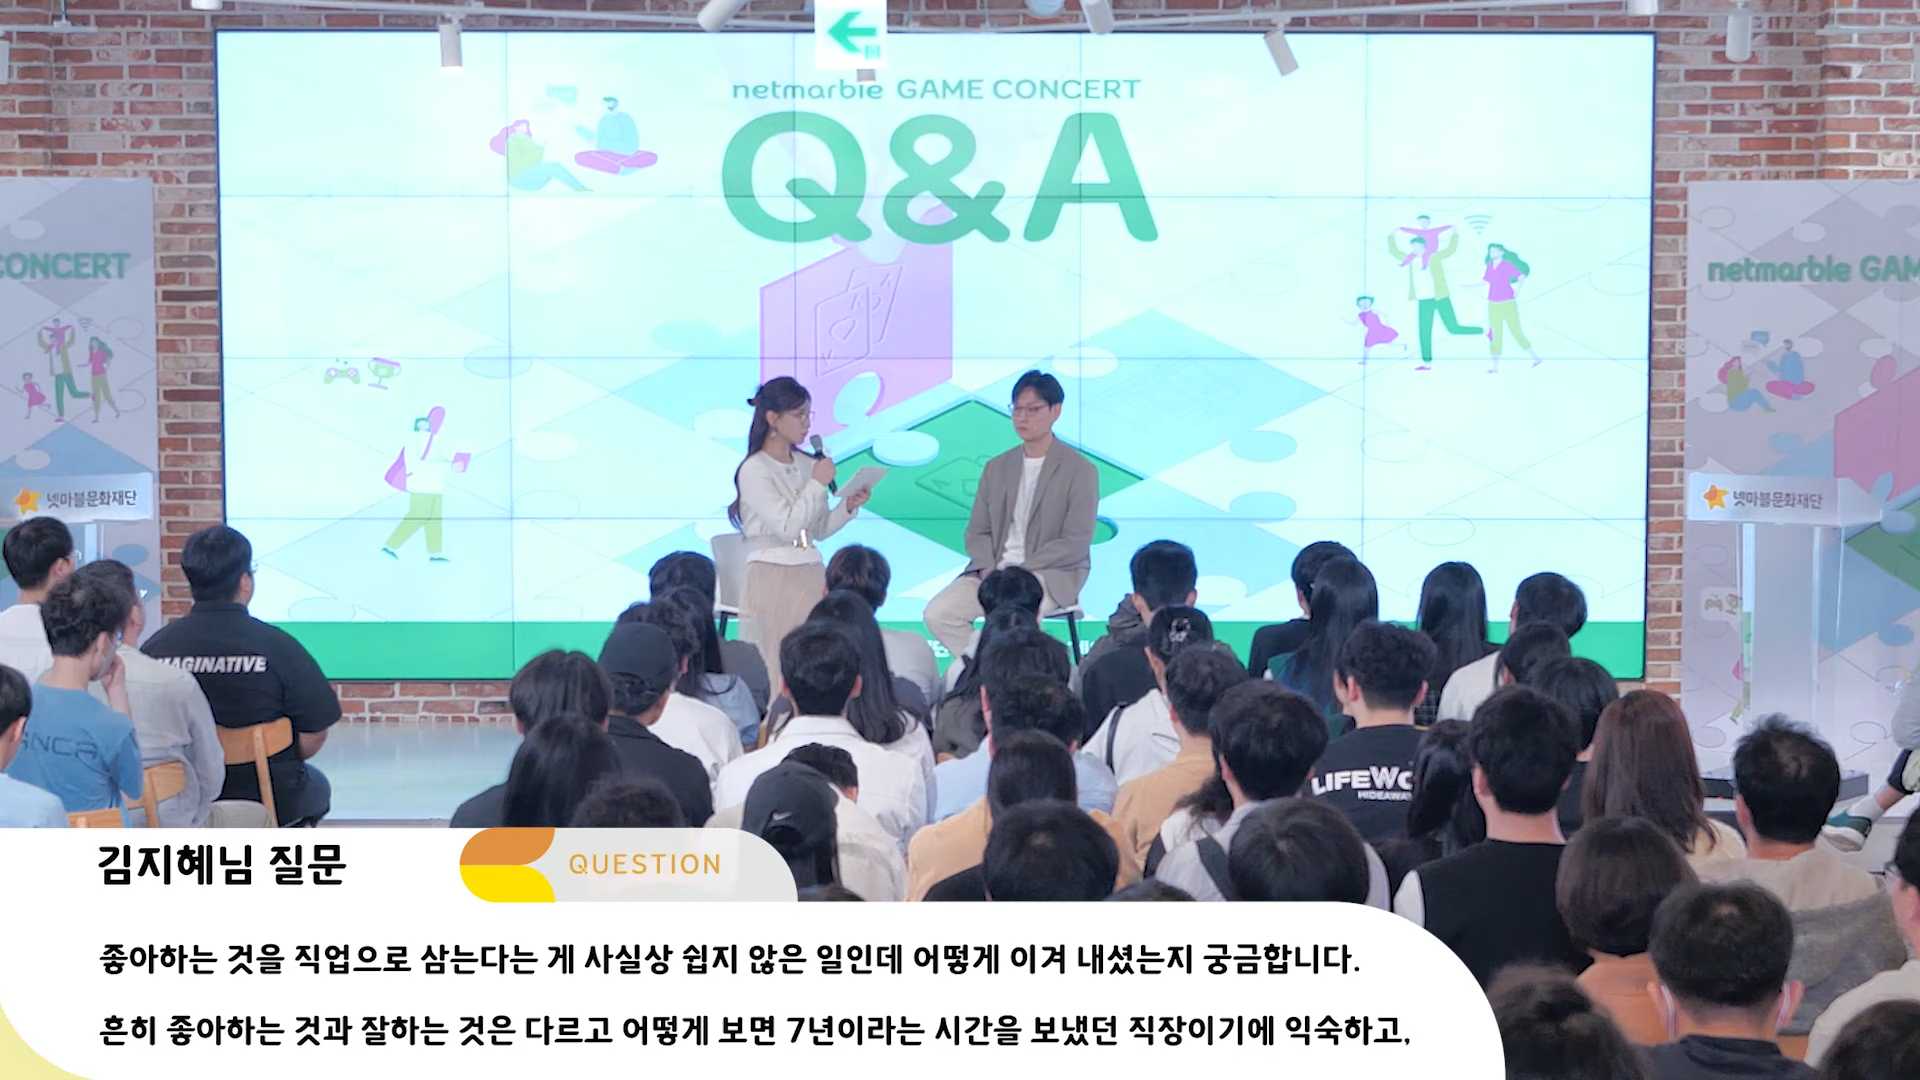 netmarble GAME CONCERT
Q&A
CONCERT
netmarble GAM
넷마블문화재단
넷마블문화재단
IMAGINATIVE
LIFEWO
HIDEAWAY
김지혜님 질문
QUESTION
좋아하는 것을 직업으로 삼는다는 게 사실상 쉽지 않은 일인데 어떻게 이겨 내셨는지 궁금합니다.
흔히 좋아하는 것과 잘하는 것은 다르고 어떻게 보면 7년이라는 시간을 보냈던 직장이기에 익숙하고,